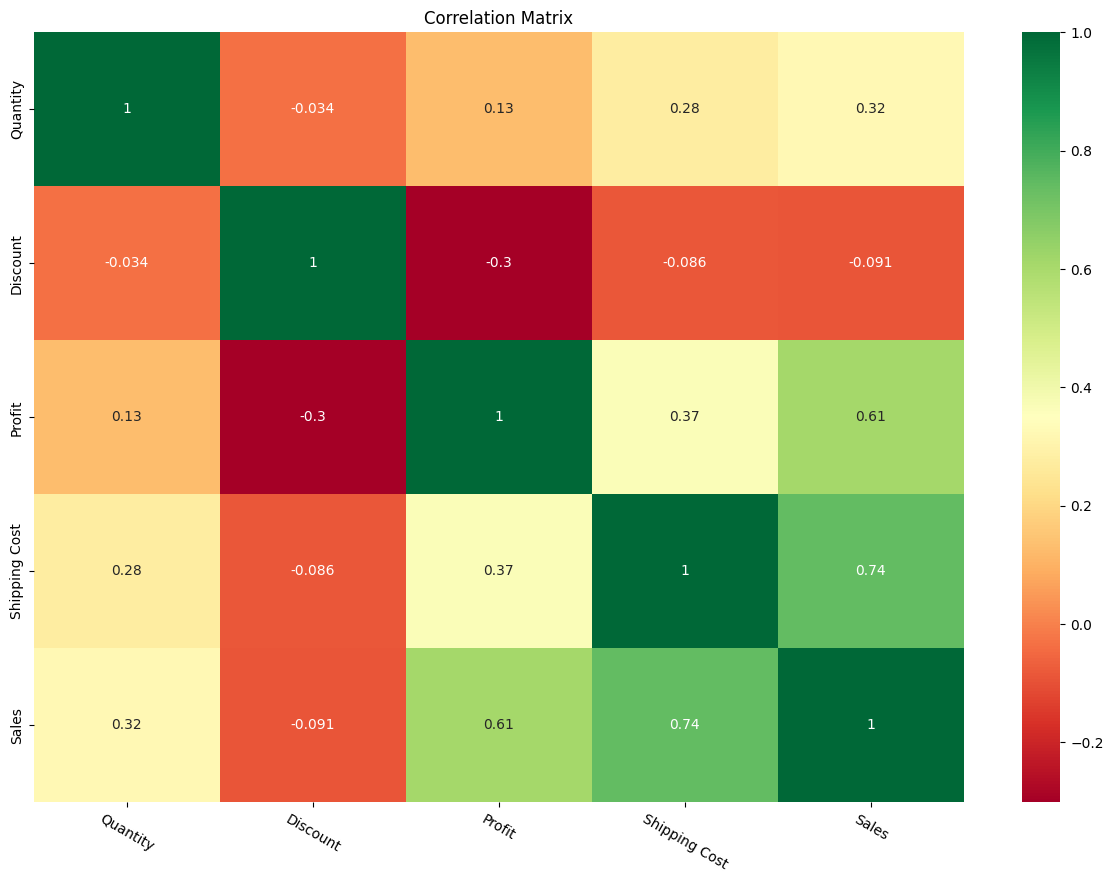 Correlation Matrix
Quantity 1 -0.034 0.13 0.28 0.32
Discount -0.034 1 -0.3 -0.086 -0.091
Profit 0.13 -0.3 1 0.37 0.61
Shipping Cost 0.28 -0.086 0.37 1 0.74
Sales 0.32 -0.091 0.61 0.74 1
Quantity Discount Profit Shipping Cost Sales
1.0
0.8
0.6
0.4
0.2
0.0
−0.2